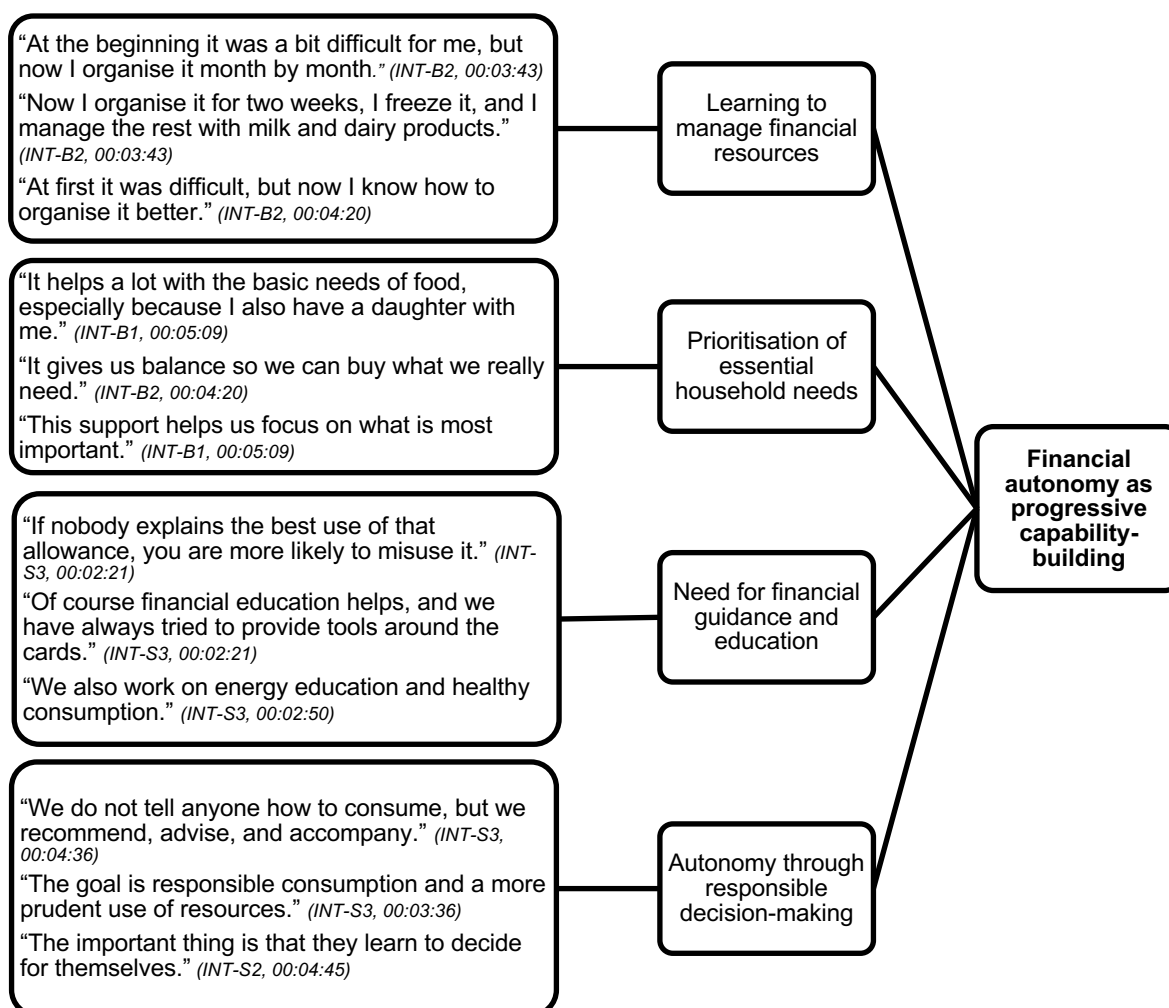 “At the beginning it was a bit difficult for me, but
now I organise it month by month.” (INT-B2, 00:03:43)
“Now I organise it for two weeks, I freeze it, and I
manage the rest with milk and dairy products.”
(INT-B2, 00:03:43)
“At first it was difficult, but now I know how to
organise it better.” (INT-B2, 00:04:20)
Learning to
manage financial
resources
“It helps a lot with the basic needs of food,
especially because I also have a daughter with
me.” (INT-B1, 00:05:09)
“It gives us balance so we can buy what we really
need.” (INT-B2, 00:04:20)
“This support helps us focus on what is most
important.” (INT-B1, 00:05:09)
Prioritisation of
essential
household needs
“If nobody explains the best use of that
allowance, you are more likely to misuse it.” (INT-
S3, 00:02:21)
“Of course financial education helps, and we
have always tried to provide tools around the
cards.” (INT-S3, 00:02:21)
“We also work on energy education and healthy
consumption.” (INT-S3, 00:02:50)
Need for financial
guidance and
education
“We do not tell anyone how to consume, but we
recommend, advise, and accompany.” (INT-S3,
00:04:36)
“The goal is responsible consumption and a more
prudent use of resources.” (INT-S3, 00:03:36)
“The important thing is that they learn to decide
for themselves.” (INT-S2, 00:04:45)
Autonomy through
responsible
decision-making
Financial
autonomy as
progressive
capability-
building